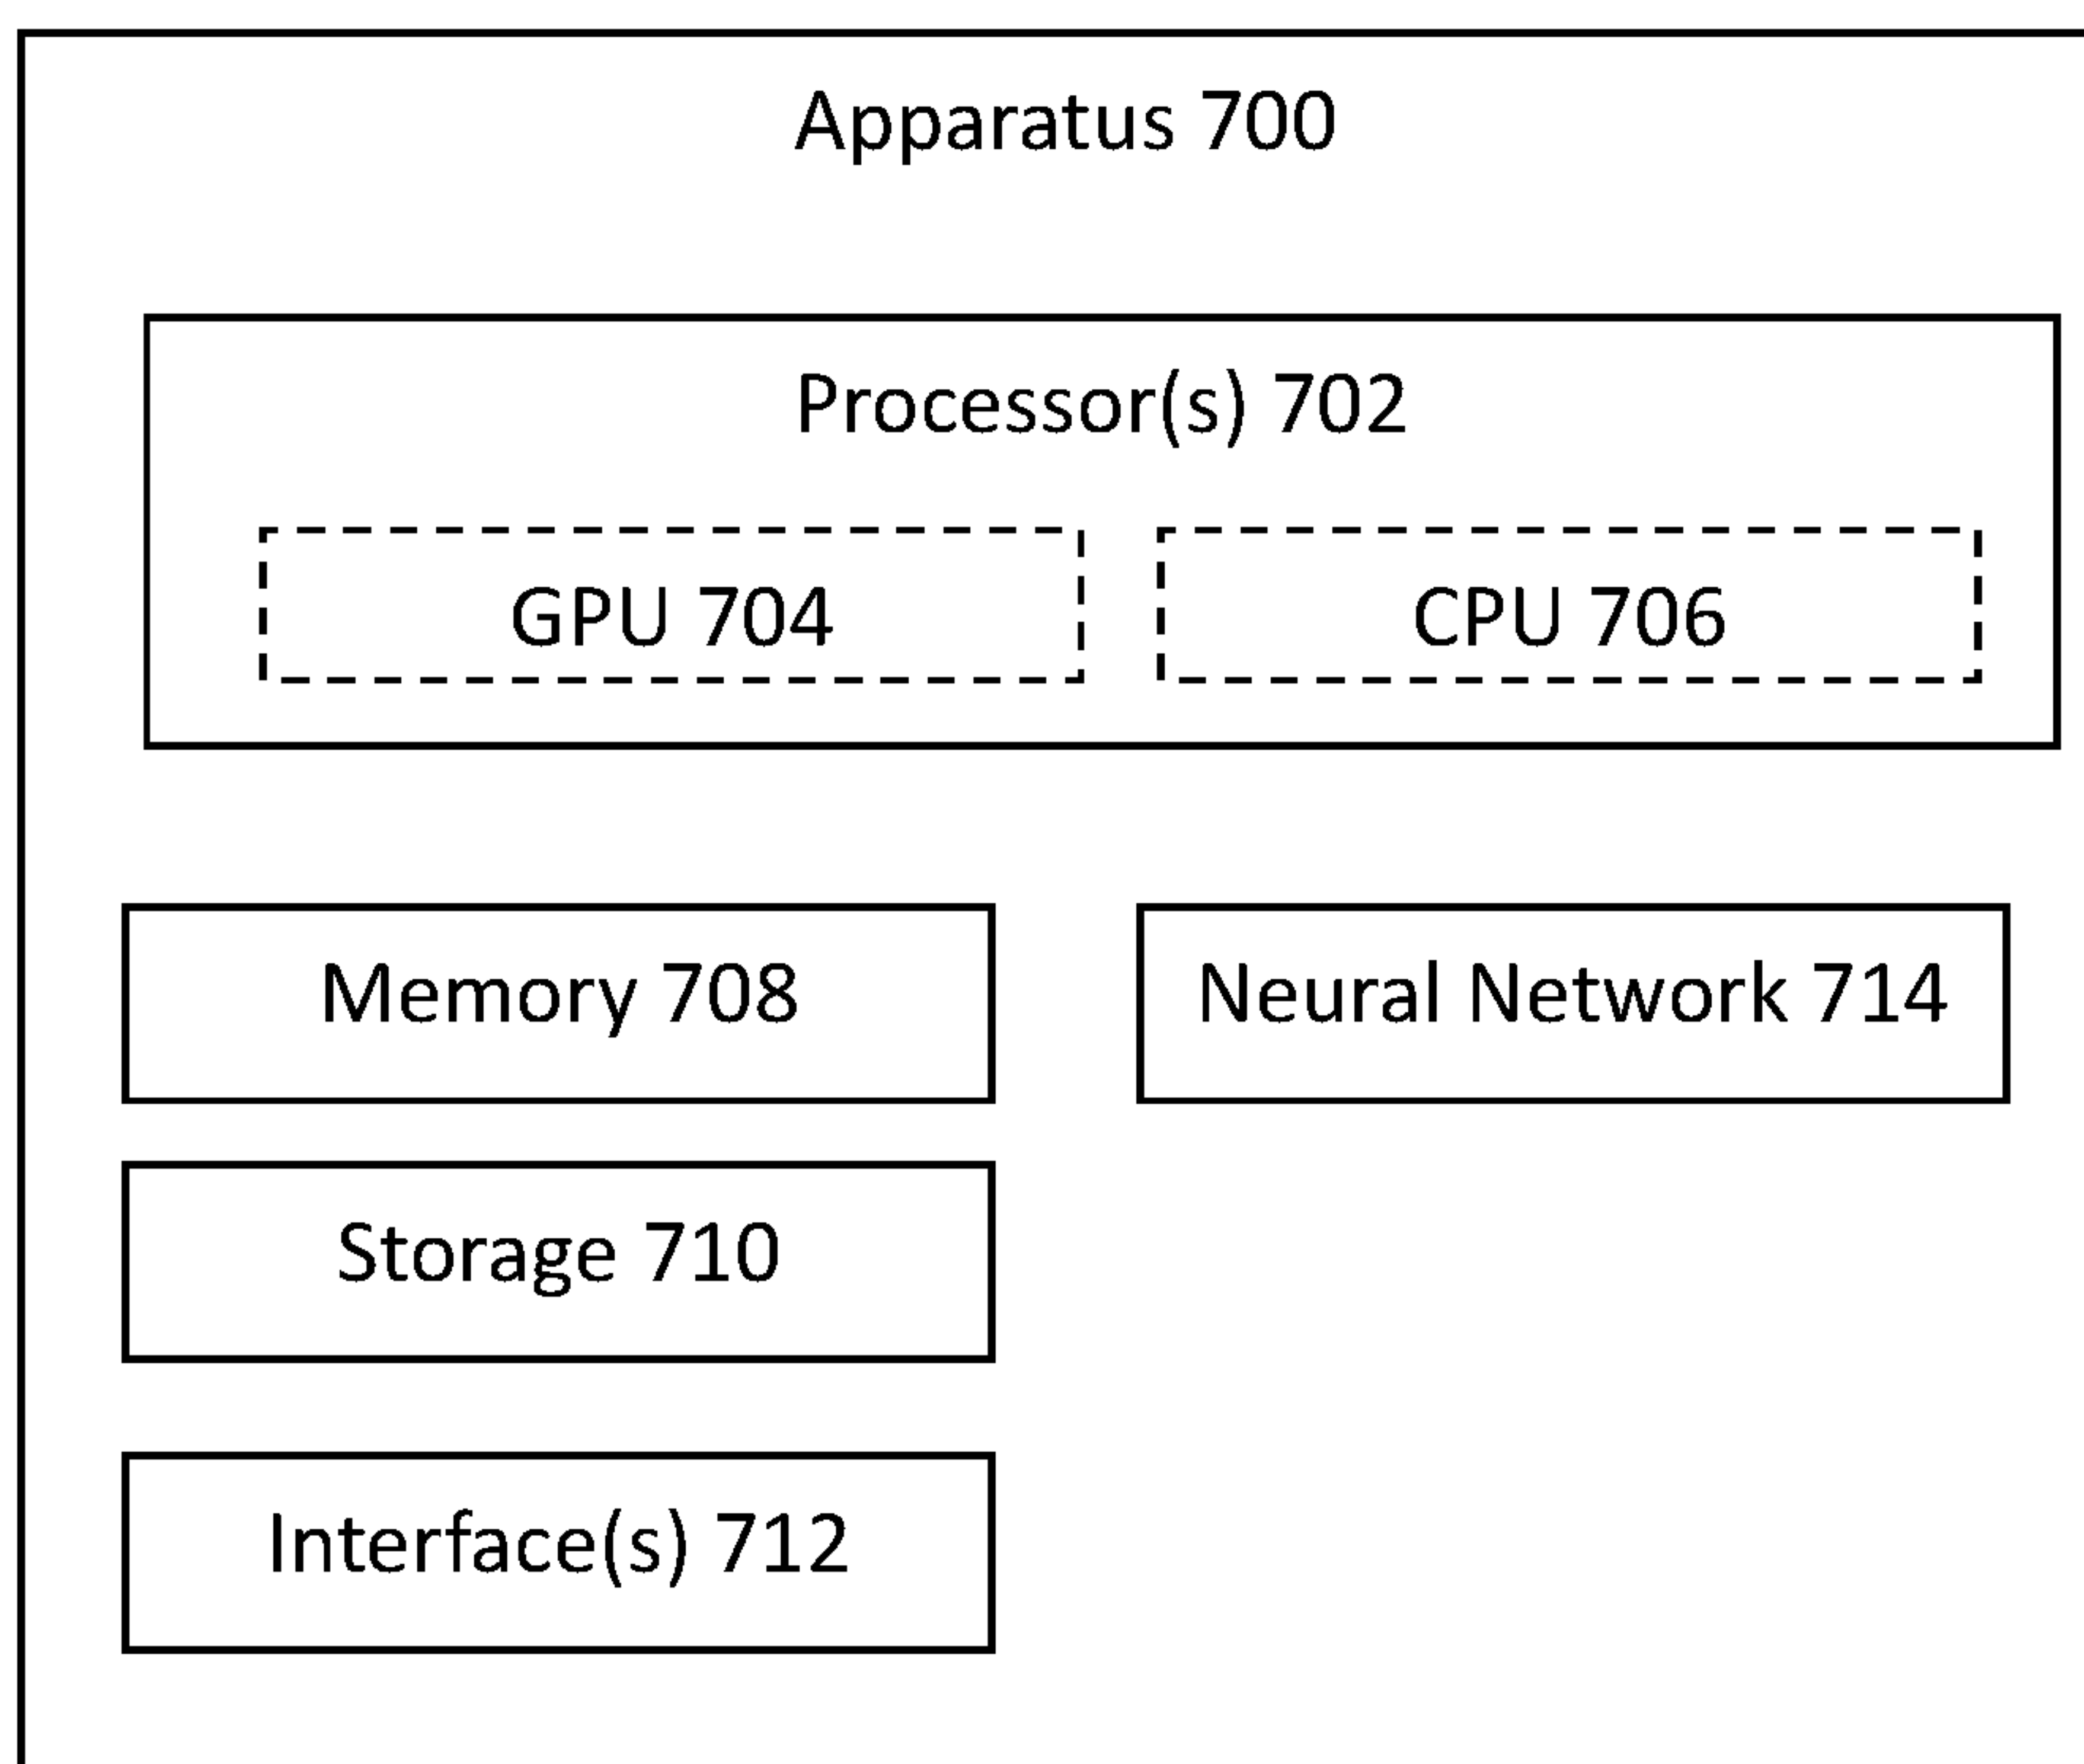 Apparatus 700
Processor(s) 702
GPU 704
CPU 706
Memory 708
Neural Network 714
Storage 710
Interface(s) 712